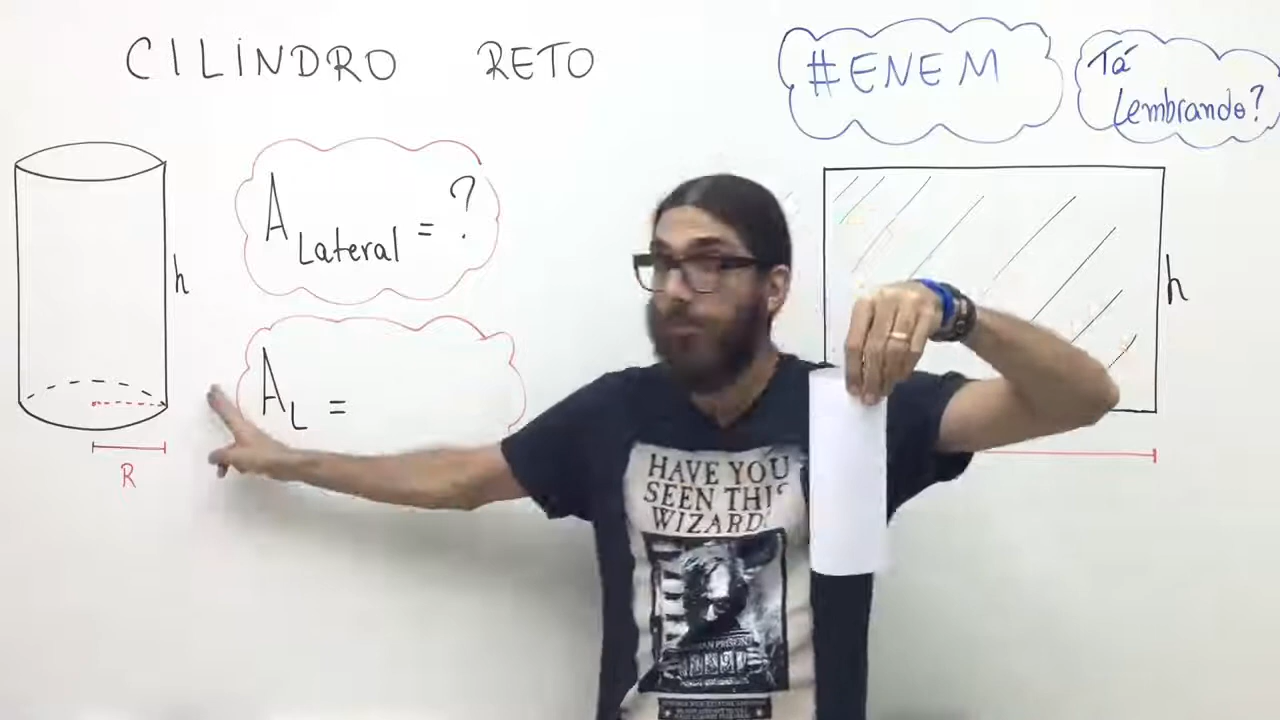 CILINDRO RETO
#ENEM
Tá
Lembrando?
A Lateral = ?
h
h
A L =
R
HAVE YOU
SEEN THIS
WIZARD